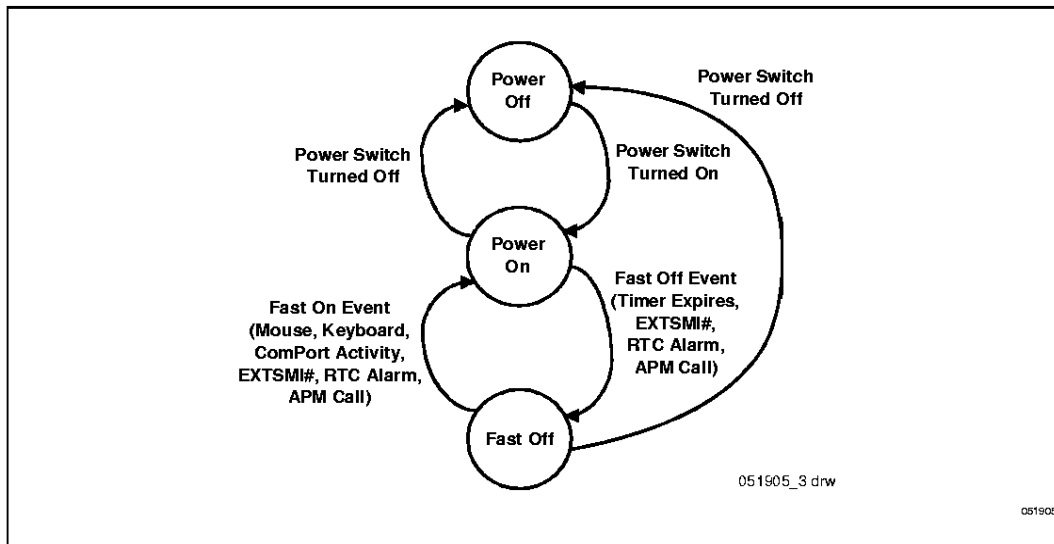 Power
Off
Power Switch
Turned Off
Power Switch
Turned Off
Power Switch
Turned On
Power
On
Fast Off Event
(Timer Expires,
EXTSMI#,
RTC Alarm,
APM Call)
Fast On Event
(Mouse, Keyboard,
ComPort Activity,
EXTSMI#, RTC Alarm,
APM Call)
Fast Off
051905_3 drw
051905